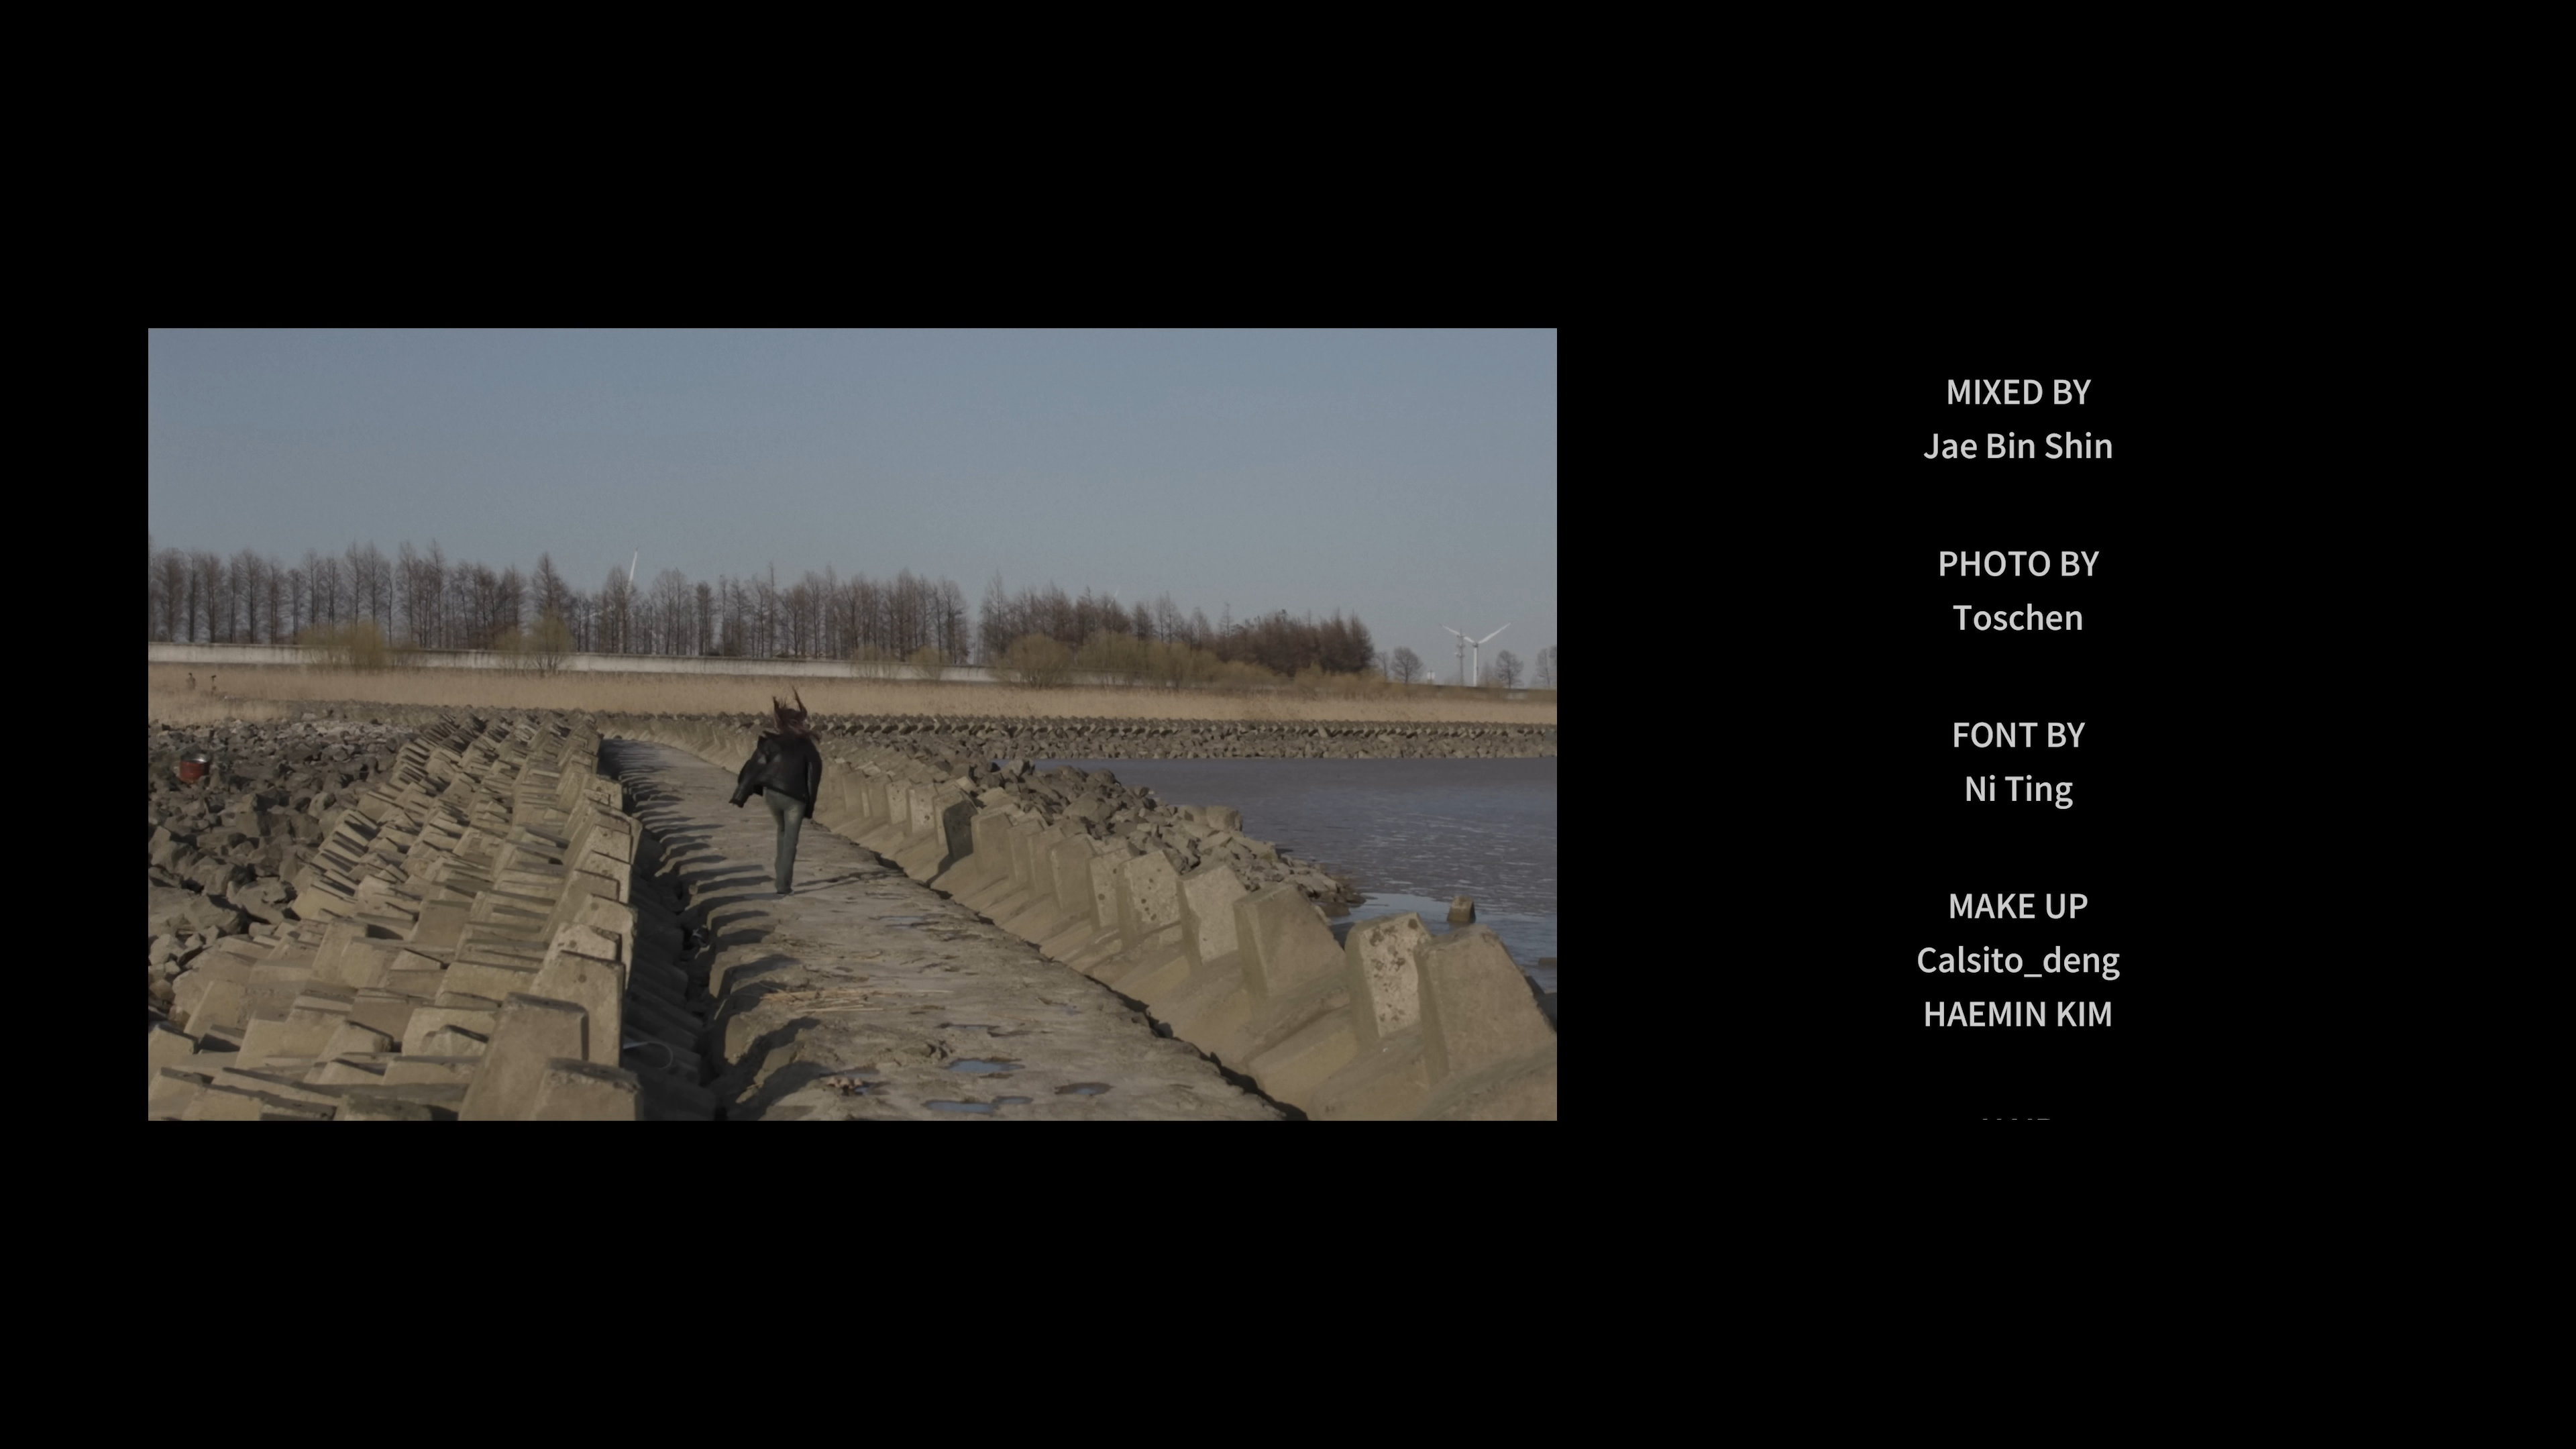 MIXED BY
Jae Bin Shin
PHOTO BY
Toschen
FONT BY
Ni Ting
MAKE UP
Calsito_deng
HAEMIN KIM